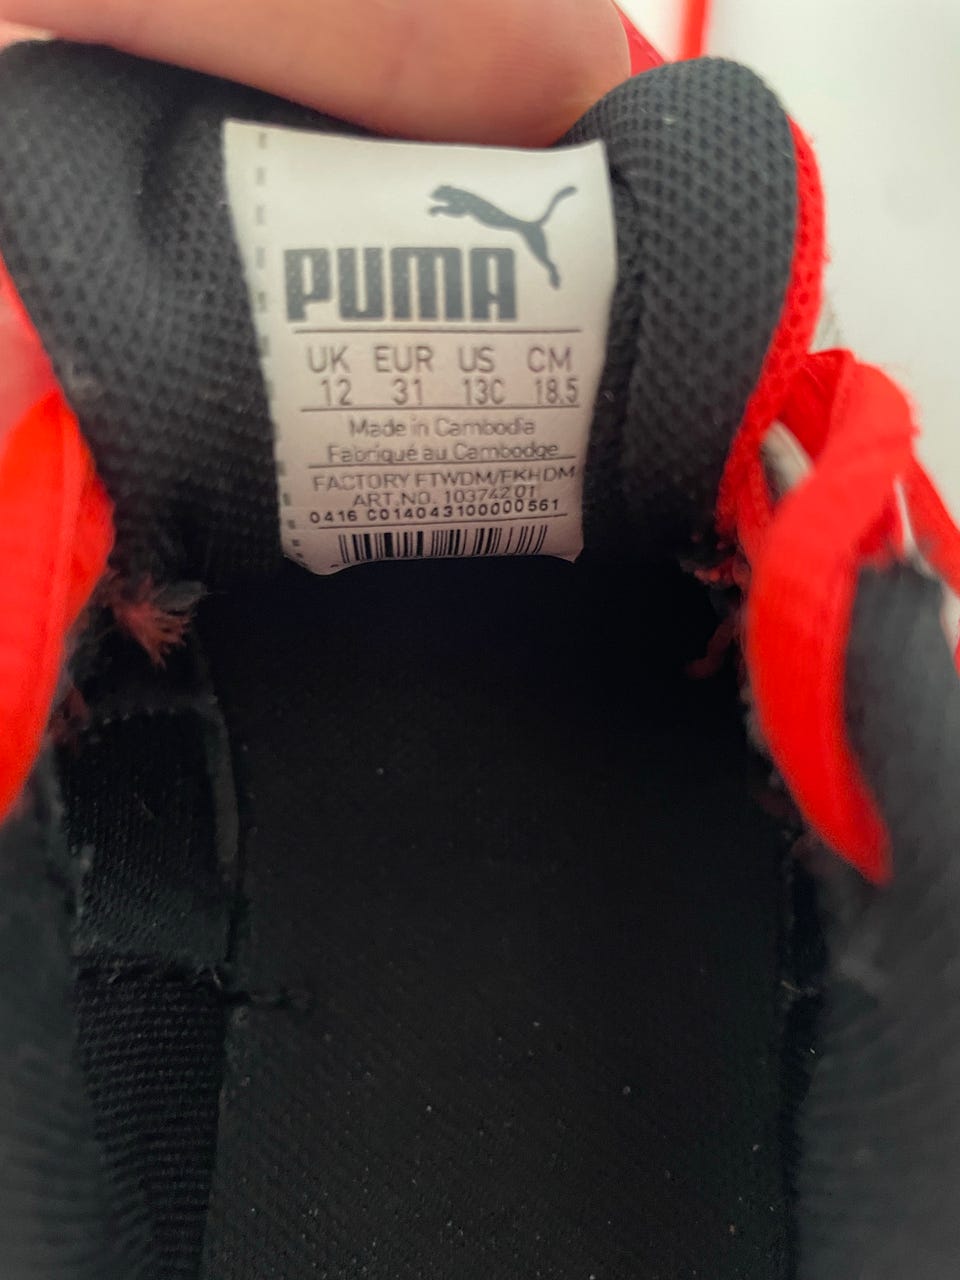 PUMA
UK EUR US CM
12 31 13C 18.5
Made in Cambodia
Fabriqué au Cambodge
FACTORY FTWDM/FKHDM
ART.NO. 103742 01
0416 C014043100000561